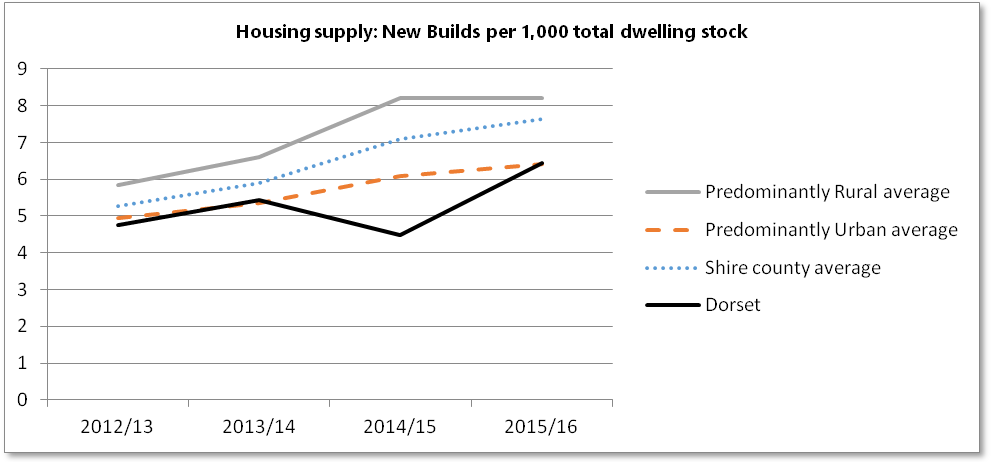 Housing supply: New Builds per 1,000 total dwelling stock
9
8
7
6
5
4
3
2
1
0
2012/13 2013/14 2014/15 2015/16
Predominantly Rural average
Predominantly Urban average
Shire county average
Dorset